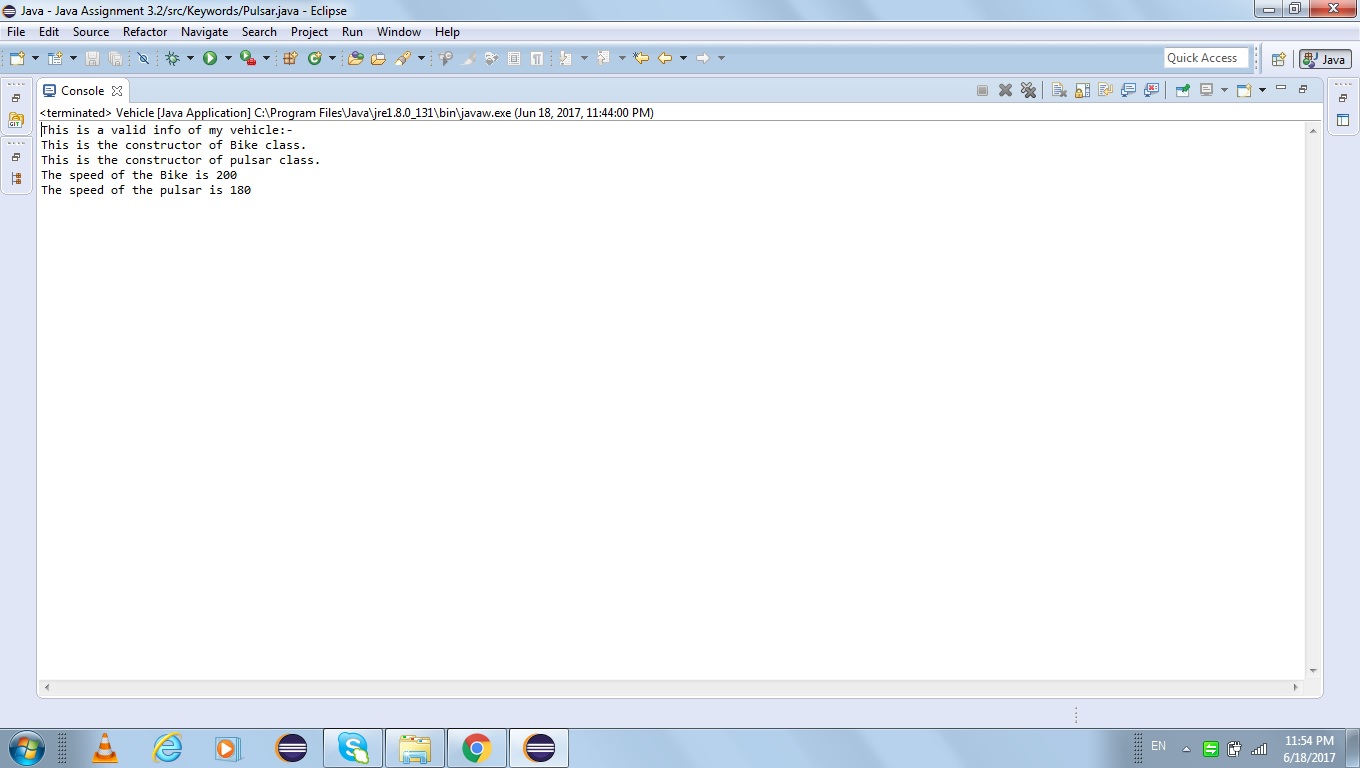 Java - Java Assignment 3.2/src/Keywords/Pulsar.java - Eclipse
File Edit Source Refactor Navigate Search Project Run Window Help
Quick Access
Java
Console
<terminated> Vehicle [Java Application] C:\Program Files\Java\jre1.8.0_131\bin\javaw.exe (Jun 18, 2017, 11:44:00 PM)
This is a valid info of my vehicle:-
This is the constructor of Bike class.
This is the constructor of pulsar class.
The speed of the Bike is 200
The speed of the pulsar is 180
EN
11:54 PM
6/18/2017